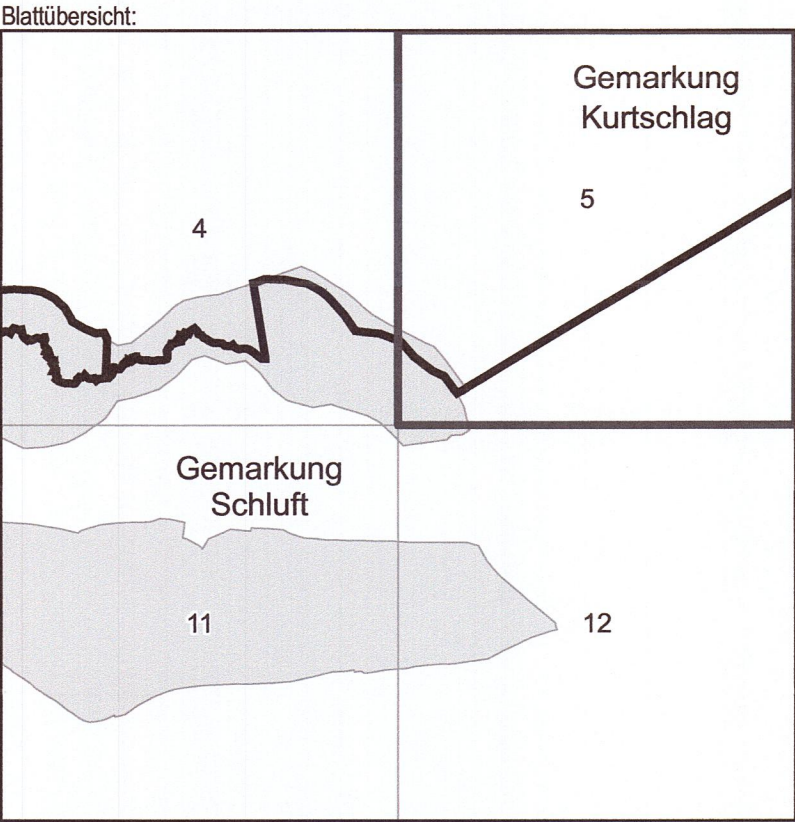 Blattübersicht:
Gemarkung
Kurtschlag
5
4
Gemarkung
Schluft
11
12